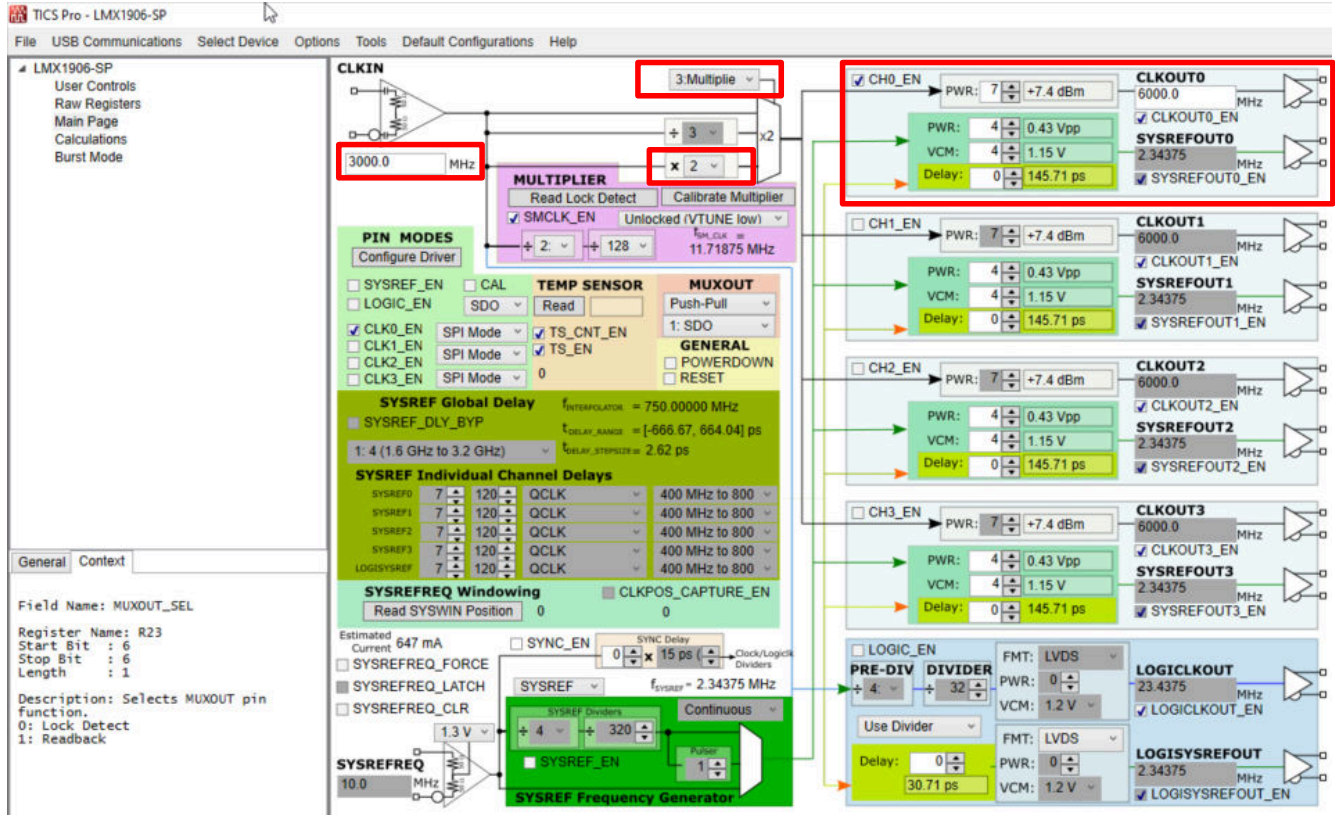 TICS Pro - LMX1906-SP
File USB Communications Select Device Options Tools Default Configurations Help
LMX1906-SP
User Controls
Raw Registers
Main Page
Calculations
Burst Mode
General Context
Field Name: MUXOUT_SEL
Register Name: R23
Start Bit : 6
Stop Bit : 6
Length : 1
Description: Selects MUXOUT pin
function.
0: Lock Detect
1: Readback
CLKIN
3000.0 MHz
3:Multiplie
÷ 3
x2
x 2
MULTIPLIER
Read Lock Detect Calibrate Multiplier
SMCLK_EN Unlocked (VTUNE low)
÷ 2: ÷ 128
fSM_CLK =
11.71875 MHz
PIN MODES
Configure Driver
SYSREF_EN CAL
LOGIC_EN SDO
CLK0_EN SPI Mode
CLK1_EN
CLK2_EN SPI Mode
CLK3_EN SPI Mode
TEMP SENSOR
Read
TS_CNT_EN
TS_EN
0
MUXOUT
Push-Pull
1: SDO
GENERAL
POWERDOWN
RESET
SYSREF Global Delay
SYSREF_DLY_BYP
1: 4 (1.6 GHz to 3.2 GHz)
fINTERPOLATOR = 750.00000 MHz
tDELAY_RANGE = [-666.67, 664.04] ps
tDELAY_STEPSIZE = 2.62 ps
SYSREF Individual Channel Delays
SYSREF0 7 120 QCLK 400 MHz to 800
SYSREF1 7 120 QCLK 400 MHz to 800
SYSREF2 7 120 QCLK 400 MHz to 800
SYSREF3 7 120 QCLK 400 MHz to 800
LOGISYSREF 7 120 QCLK 400 MHz to 800
SYSREFREQ Windowing
Read SYSWIN Position 0
CLKPOS_CAPTURE_EN
0
Estimated
Current 647 mA
SYSREFREQ_FORCE
SYSREFREQ_LATCH
SYSREFREQ_CLR
1.3 V
SYSREFREQ
10.0 MHz
SYNC_EN
SYNC Delay
0 x 15 ps (
Clock/Logiclk
Dividers
SYSREF
fSYSREF = 2.34375 MHz
SYSREF Dividers
÷ 4 ÷ 320
SYSREF_EN
Continuous
Pulser
1
SYSREF Frequency Generator
CH0_EN
PWR: 7 +7.4 dBm
PWR: 4 0.43 Vpp
VCM: 4 1.15 V
Delay: 0 145.71 ps
CLKOUT0
6000.0 MHz
CLKOUT0_EN
SYSREFOUT0
2.34375 MHz
SYSREFOUT0_EN
CH1_EN
PWR: 7 +7.4 dBm
PWR: 4 0.43 Vpp
VCM: 4 1.15 V
Delay: 0 145.71 ps
CLKOUT1
6000.0 MHz
CLKOUT1_EN
SYSREFOUT1
2.34375 MHz
SYSREFOUT1_EN
CH2_EN
PWR: 7 +7.4 dBm
PWR: 4 0.43 Vpp
VCM: 4 1.15 V
Delay: 0 145.71 ps
CLKOUT2
6000.0 MHz
CLKOUT2_EN
SYSREFOUT2
2.34375 MHz
SYSREFOUT2_EN
CH3_EN
PWR: 7 +7.4 dBm
PWR: 4 0.43 Vpp
VCM: 4 1.15 V
Delay: 0 145.71 ps
CLKOUT3
6000.0 MHz
CLKOUT3_EN
SYSREFOUT3
2.34375 MHz
SYSREFOUT3_EN
LOGIC_EN
PRE-DIV DIVIDER
÷ 4: ÷ 32
Use Divider
Delay: 0
30.71 ps
FMT: LVDS
PWR: 0
VCM: 1.2 V
FMT: LVDS
PWR: 0
VCM: 1.2 V
LOGICLKOUT
23.4375 MHz
LOGICLKOUT_EN
LOGISYSREFOUT
2.34375 MHz
LOGISYSREFOUT_EN